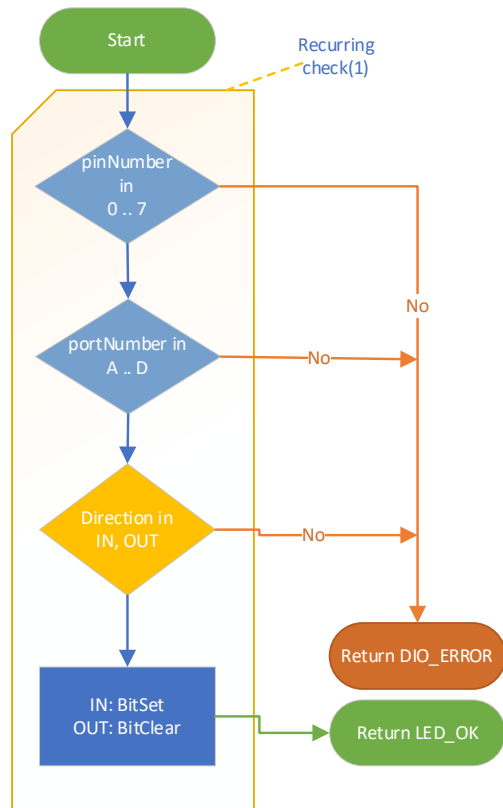 Start
Recurring
check(1)
pinNumber
in
0 .. 7
No
portNumber in
A .. D
No
Direction in
IN, OUT
No
Return DIO_ERROR
IN: BitSet
OUT: BitClear
Return LED_OK